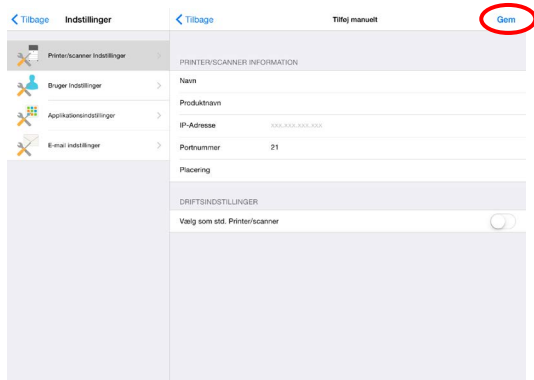 Tilbage Indstillinger
Printer/scanner Indstillinger
Bruger Indstillinger
Applikationsindstillinger
E-mail indstillinger
Tilbage Tilføj manuelt Gem
PRINTER/SCANNER INFORMATION
Navn
Produktnavn
IP-Adresse xxx.xxx.xxx.xxx
Portnummer 21
Placering
DRIFTSINDSTILLINGER
Vælg som std. Printer/scanner